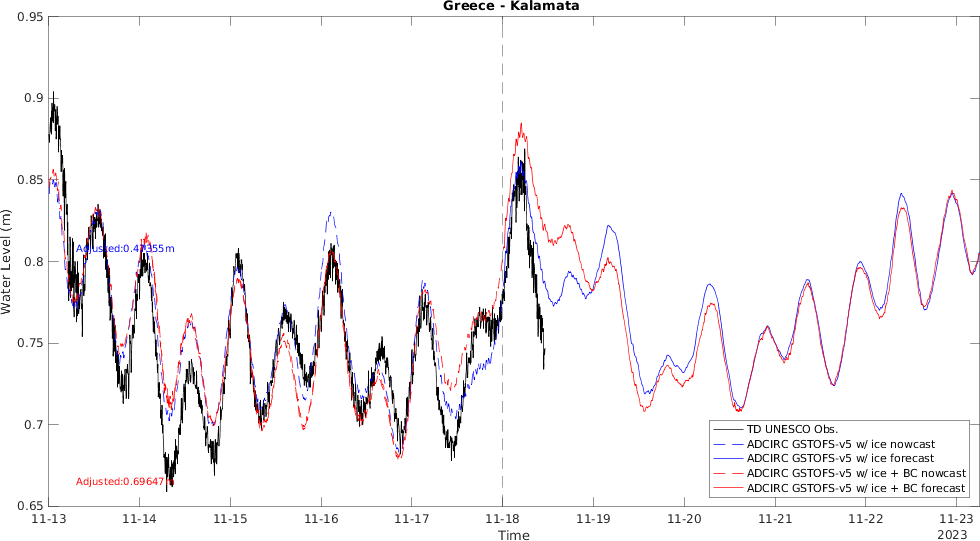 Greece - Kalamata
0.95
0.9
0.85
0.8
0.75
0.7
0.65
Water Level (m)
Adjusted:0.47355m
Adjusted:0.69647
TD UNESCO Obs.
ADCIRC GSTOFS-v5 w/ ice nowcast
ADCIRC GSTOFS-v5 w/ ice forecast
ADCIRC GSTOFS-v5 w/ ice + BC nowcast
ADCIRC GSTOFS-v5 w/ ice + BC forecast
11-13 11-14 11-15 11-16 11-17 11-18 11-19 11-20 11-21 11-22 11-23
Time
2023